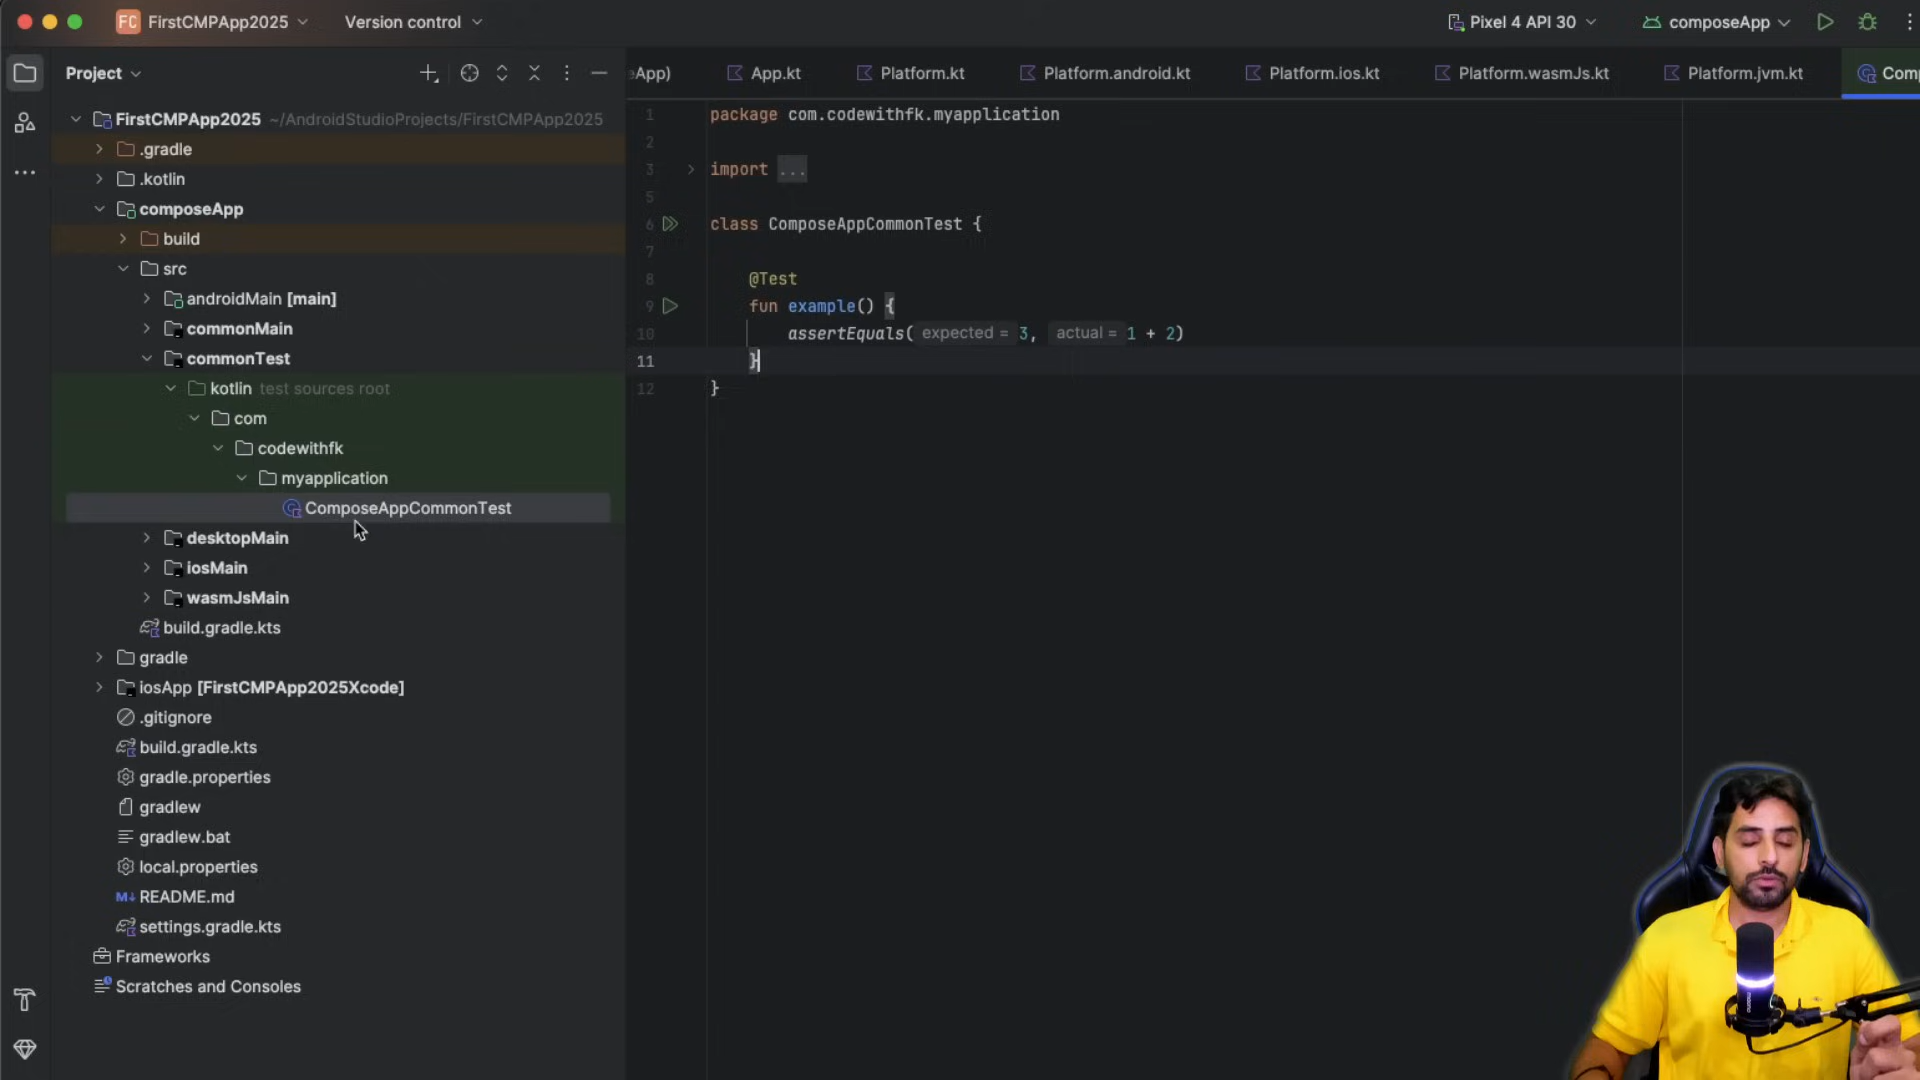 FC FirstCMPApp2025
Version control
Pixel 4 API 30
composeApp
Project
eApp)
App.kt
Platform.kt
Platform.android.kt
Platform.ios.kt
Platform.wasmJs.kt
Platform.jvm.kt
Com
FirstCMPApp2025 ~/AndroidStudioProjects/FirstCMPApp2025
.gradle
.kotlin
composeApp
build
src
androidMain [main]
commonMain
commonTest
kotlin test sources root
com
codewithfk
myapplication
ComposeAppCommonTest
desktopMain
iosMain
wasmJsMain
build.gradle.kts
gradle
iosApp [FirstCMPApp2025Xcode]
.gitignore
build.gradle.kts
gradle.properties
gradlew
gradlew.bat
local.properties
M↓ README.md
settings.gradle.kts
Frameworks
Scratches and Consoles
1 package com.codewithfk.myapplication
2
3 import ...
5
6 class ComposeAppCommonTest {
7
8 @Test
9 fun example() {
10 assertEquals( expected = 3, actual = 1 + 2)
11 }
12 }